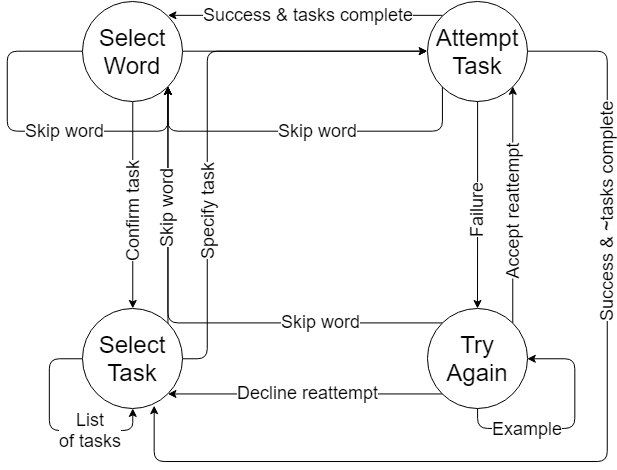 Success & tasks complete
Select
Word
Attempt
Task
Skip word
Skip word
Confirm task
Skip word
Specify task
Failure
Accept reattempt
Success & ~tasks complete
Skip word
Select
Task
Try
Again
Decline reattempt
List
of tasks
Example